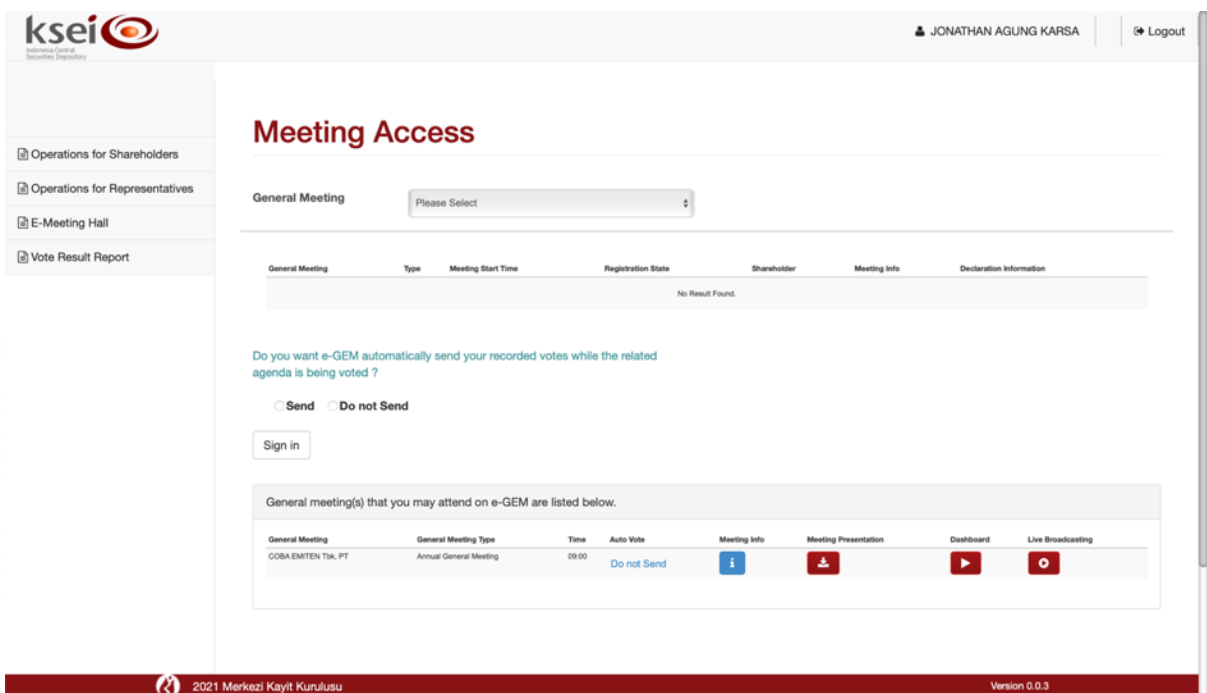 ksei
Indonesia Central
Securities Depository
JONATHAN AGUNG KARSA
Logout
Operations for Shareholders
Operations for Representatives
E-Meeting Hall
Vote Result Report
Meeting Access
General Meeting
Please Select
General Meeting Type Meeting Start Time Registration State Shareholder Meeting Info Declaration Information
No Result Found.
Do you want e-GEM automatically send your recorded votes while the related
agenda is being voted ?
Send Do not Send
Sign in
General meeting(s) that you may attend on e-GEM are listed below.
General Meeting General Meeting Type Time Auto Vote Meeting Info Meeting Presentation Dashboard Live Broadcasting
COBA EMITEN Tbk, PT Annual General Meeting 09:00 Do not Send
2021 Merkezi Kayit Kurulusu
Version 0.0.3